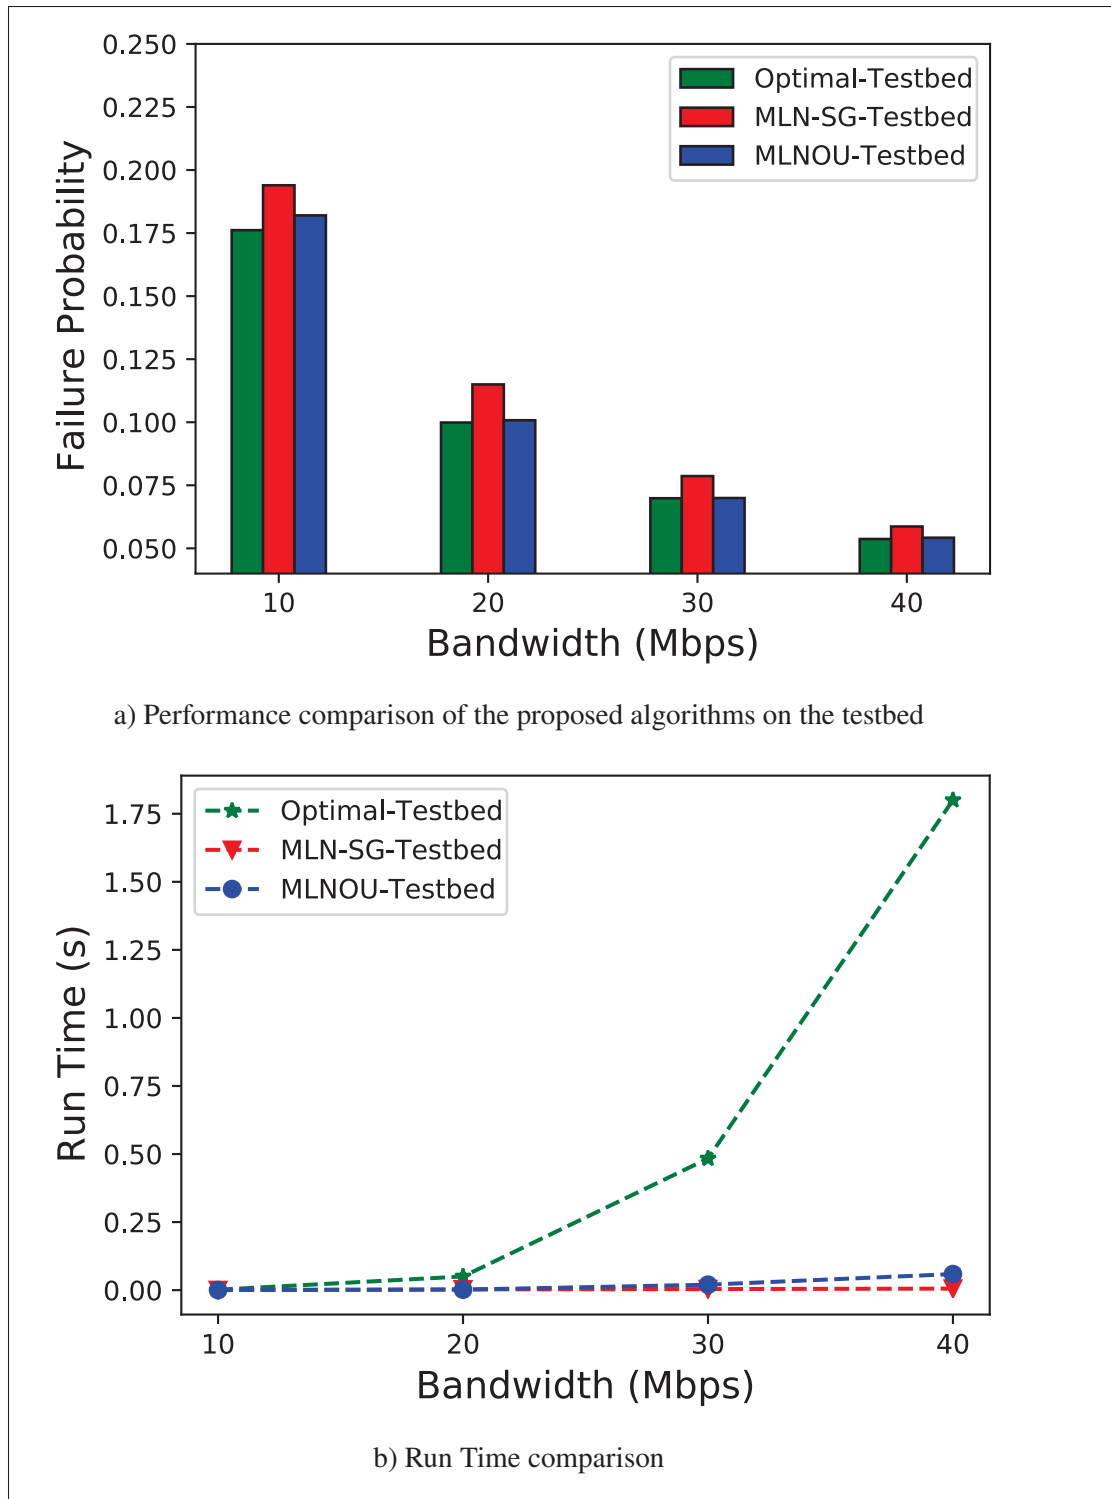 0.250
0.225
0.200
0.175
0.150
0.125
0.100
0.075
0.050
Failure Probability
Optimal-Testbed
MLN-SG-Testbed
MLNOU-Testbed
10 20 30 40
Bandwidth (Mbps)
a) Performance comparison of the proposed algorithms on the testbed
1.75
1.50
1.25
1.00
0.75
0.50
0.25
0.00
Run Time (s)
Optimal-Testbed
MLN-SG-Testbed
MLNOU-Testbed
10 20 30 40
Bandwidth (Mbps)
b) Run Time comparison